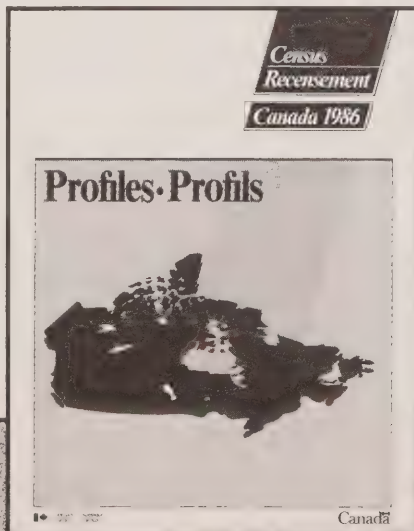 Census
Recensement
Canada 1986
Profiles • Profils
Canada